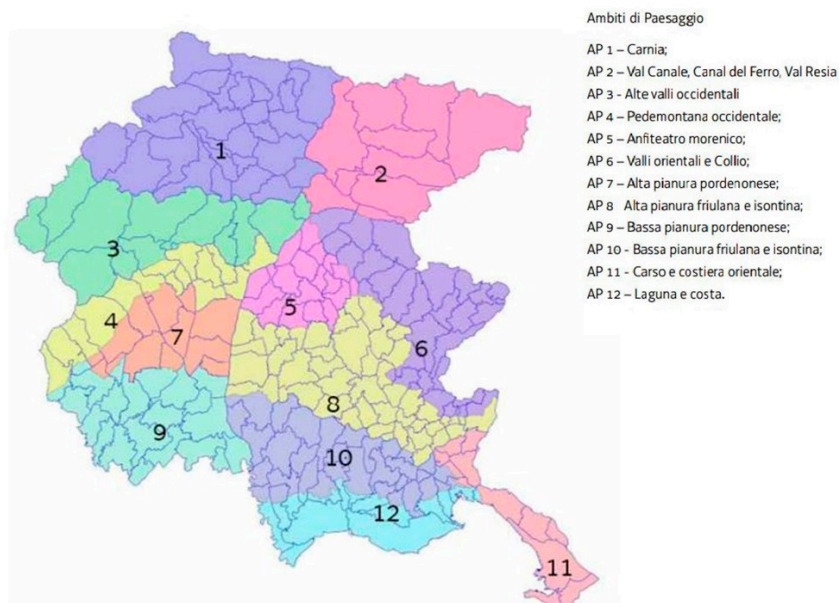 Ambiti di Paesaggio
AP 1 – Carnia;
AP 2 – Val Canale, Canal del Ferro, Val Resia
AP 3 - Alte valli occidentali
AP 4 – Pedemontana occidentale;
AP 5 – Anfiteatro morenico;
AP 6 – Valli orientali e Collio;
AP 7 – Alta pianura pordenonese;
AP 8 Alta pianura friulana e isontina;
AP 9 – Bassa pianura pordenonese;
AP 10 - Bassa pianura friulana e isontina;
AP 11 - Carso e costiera orientale;
AP 12 – Laguna e costa.
1
2
3
4
5
6
7
8
9
10
11
12